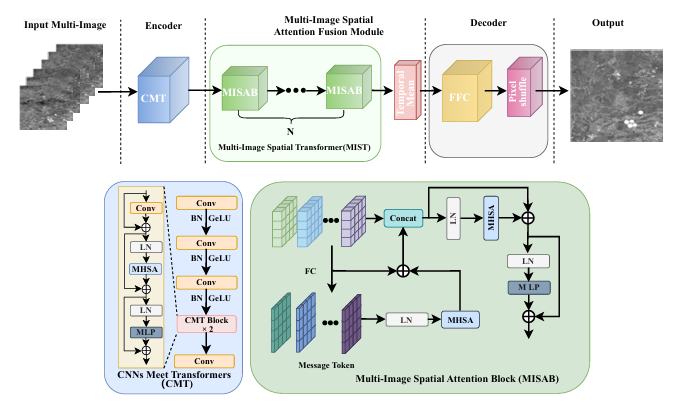 Input Multi-Image
Encoder
Multi-Image Spatial
Attention Fusion Module
Decoder
Output
CMT
MISAB
MISAB
N
Multi-Image Spatial Transformer(MIST)
Temporal
Mean
FFC
Pixel
shuffle
Conv
LN
MHSA
LN
MLP
Conv
BN GeLU
Conv
BN GeLU
Conv
BN GeLU
CMT Block
× 2
Conv
CNNs Meet Transformers
(CMT)
Concat
LN
MHSA
LN
M LP
FC
LN
MHSA
Message Token
Multi-Image Spatial Attention Block (MISAB)